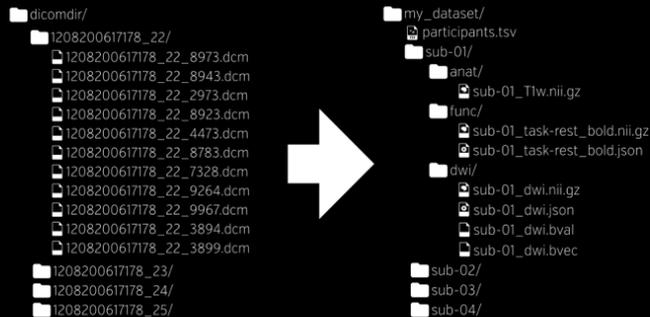 dicomdir/
1208200617178_22/
1208200617178_22_8973.dcm
1208200617178_22_8943.dcm
1208200617178_22_2973.dcm
1208200617178_22_8923.dcm
1208200617178_22_4473.dcm
1208200617178_22_8783.dcm
1208200617178_22_7328.dcm
1208200617178_22_9264.dcm
1208200617178_22_9967.dcm
1208200617178_22_3894.dcm
1208200617178_22_3899.dcm
1208200617178_23/
1208200617178_24/
1208200617178_25/
my_dataset/
participants.tsv
sub-01/
anat/
sub-01_T1w.nii.gz
func/
sub-01_task-rest_bold.nii.gz
sub-01_task-rest_bold.json
dwi/
sub-01_dwi.nii.gz
sub-01_dwi.json
sub-01_dwi.bval
sub-01_dwi.bvec
sub-02/
sub-03/
sub-04/